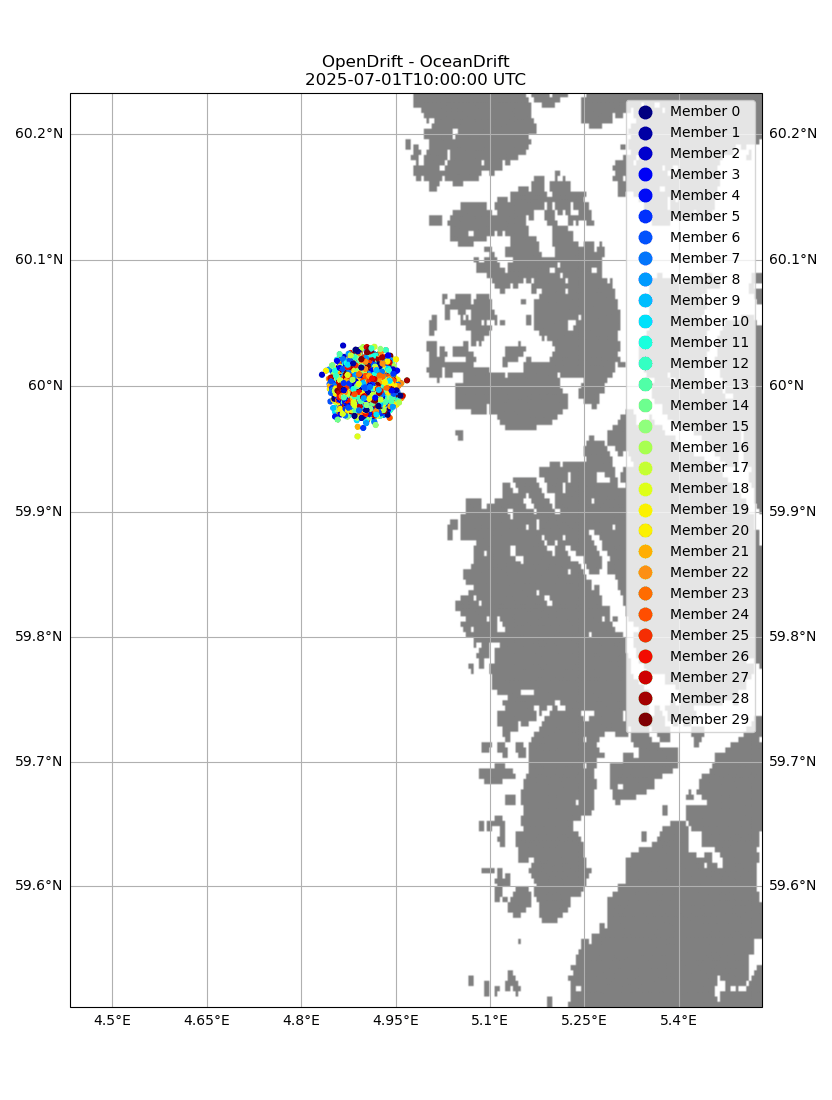 OpenDrift - OceanDrift
2025-07-01T10:00:00 UTC
Member 0
Member 1
Member 2
Member 3
Member 4
Member 5
Member 6
Member 7
Member 8
Member 9
Member 10
Member 11
Member 12
Member 13
Member 14
Member 15
Member 16
Member 17
Member 18
Member 19
Member 20
Member 21
Member 22
Member 23
Member 24
Member 25
Member 26
Member 27
Member 28
Member 29
60.2°N
60.2°N
60.1°N
60.1°N
60°N
60°N
59.9°N
59.9°N
59.8°N
59.8°N
59.7°N
59.7°N
59.6°N
59.6°N
4.5°E
4.65°E
4.8°E
4.95°E
5.1°E
5.25°E
5.4°E